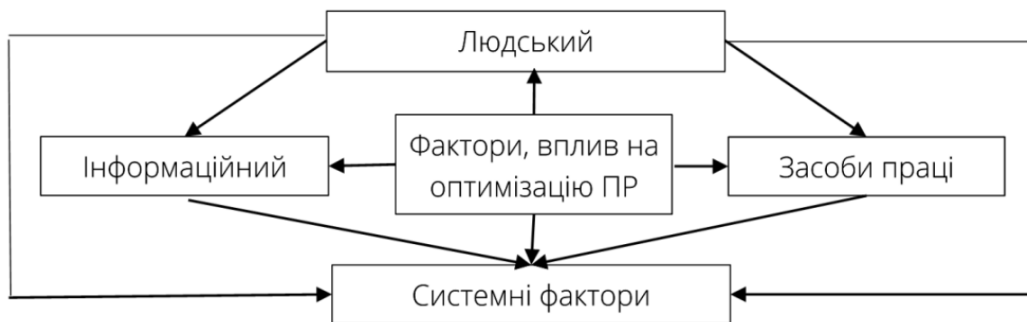 Людський
Інформаційний
Фактори, вплив на
оптимізацію ПР
Засоби праці
Системні фактори